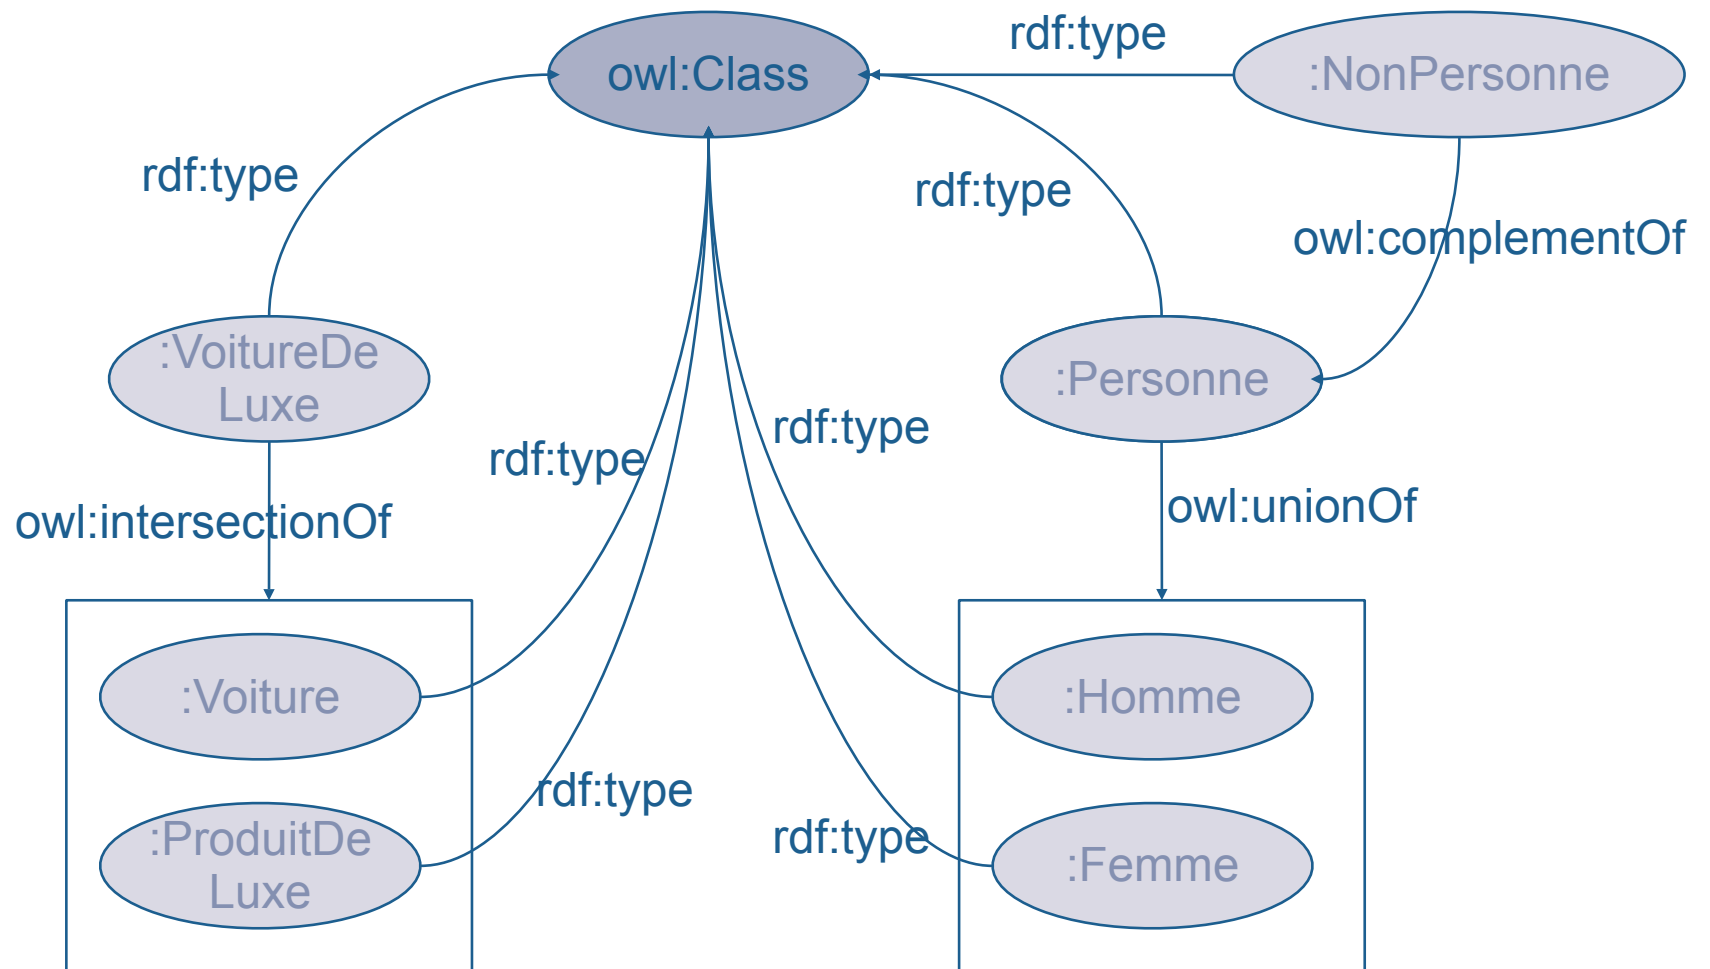 rdf:type
owl:Class
:NonPersonne
rdf:type
rdf:type
owl:complementOf
:VoitureDe
Luxe
:Personne
rdf:type
rdf:type
owl:intersectionOf
owl:unionOf
:Voiture
:Homme
rdf:type
rdf:type
:ProduitDe
Luxe
:Femme